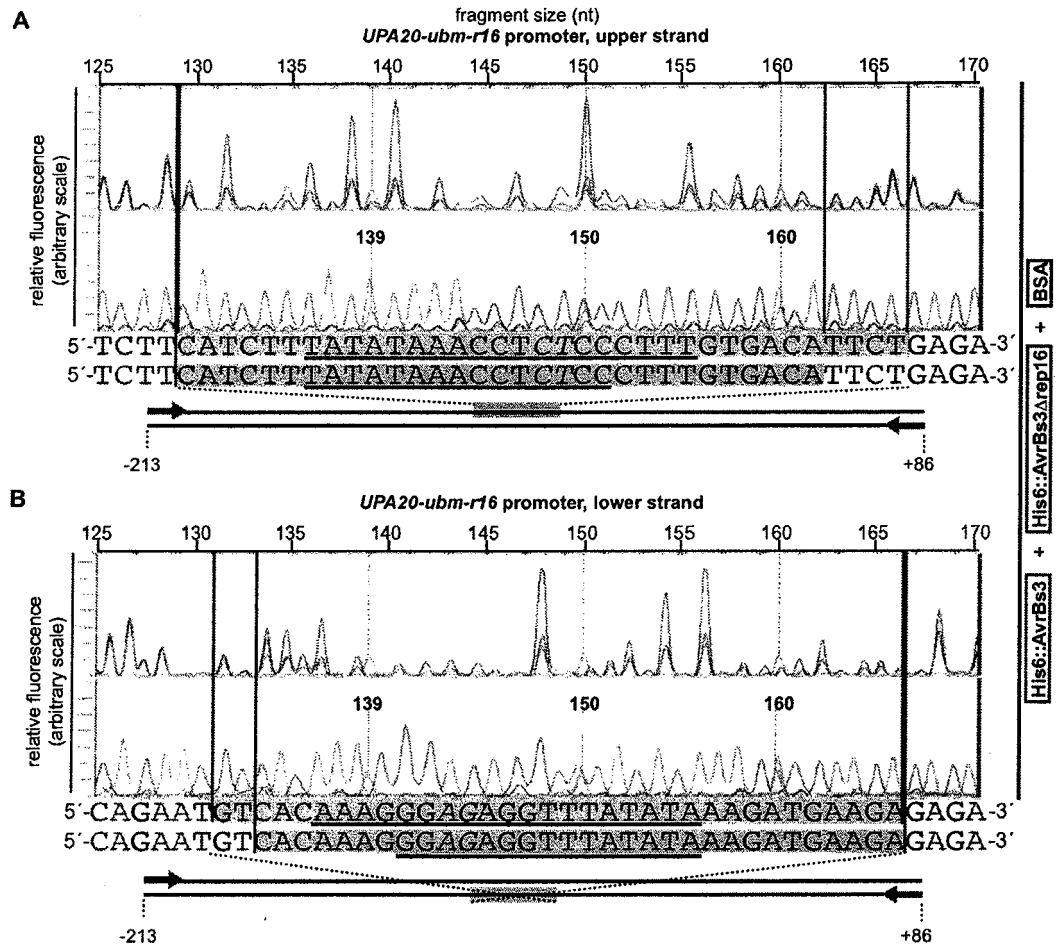 A
fragment size (nt)
UPA20-ubm-r16 promoter, upper strand
125 130 135 140 145 150 155 160 165 170
relative fluorescence
(arbitrary scale)
139 150 160
5´-TCTTCATCTTTATATAAACCTCTCCCTTTGTGACATTCTGAGA-3´
5´-TCTTCATCTTTATATAAACCTCTCCCTTTGTGACATTCTGAGA-3´
-213 +86
B
UPA20-ubm-r16 promoter, lower strand
125 130 135 140 145 150 155 160 165 170
relative fluorescence
(arbitrary scale)
139 150 160
5´-CAGAATGTCACAAAGGGAGAGGTTTATATAAAGATGAAGAGAGA-3´
5´-CAGAATGTCACAAAGGGAGAGGTTTATATAAAGATGAAGAGAGA-3´
-213 +86
His6::AvrBs3 + His6::AvrBs3Δrep16 + BSA